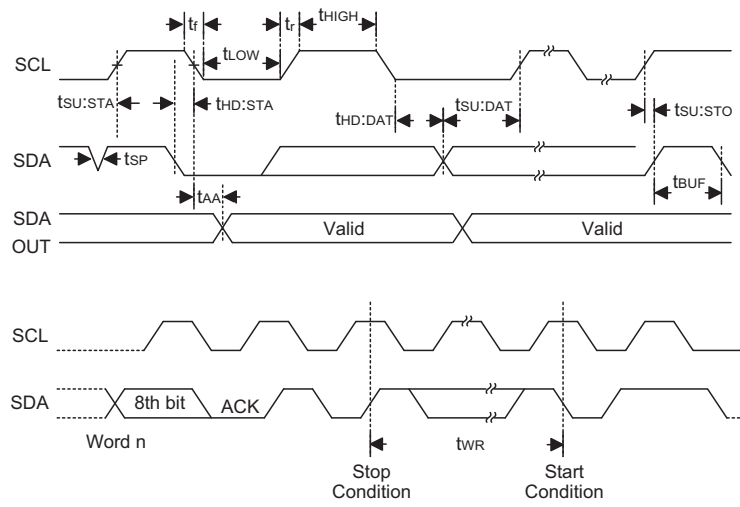 tf tr tHIGH
SCL tLOW
tSU:STA tHD:STA tHD:DAT tSU:DAT tSU:STO
SDA tSP tBUF
tAA
SDA
OUT Valid Valid
SCL
SDA 8th bit ACK
Word n tWR
Stop Start
Condition Condition